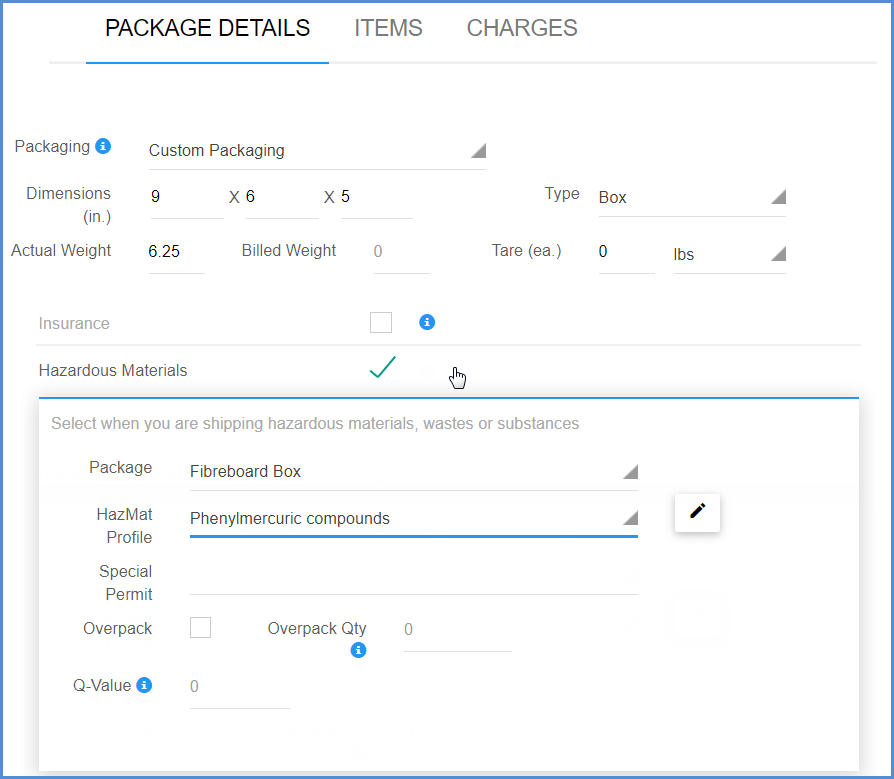 PACKAGE DETAILS ITEMS CHARGES
Packaging Custom Packaging
Dimensions (in.) 9 X 6 X 5 Type Box
Actual Weight 6.25 Billed Weight 0 Tare (ea.) 0 lbs
Insurance
Hazardous Materials
Select when you are shipping hazardous materials, wastes or substances
Package Fibreboard Box
HazMat Profile Phenylmercuric compounds
Special Permit
Overpack Overpack Qty 0
Q-Value 0